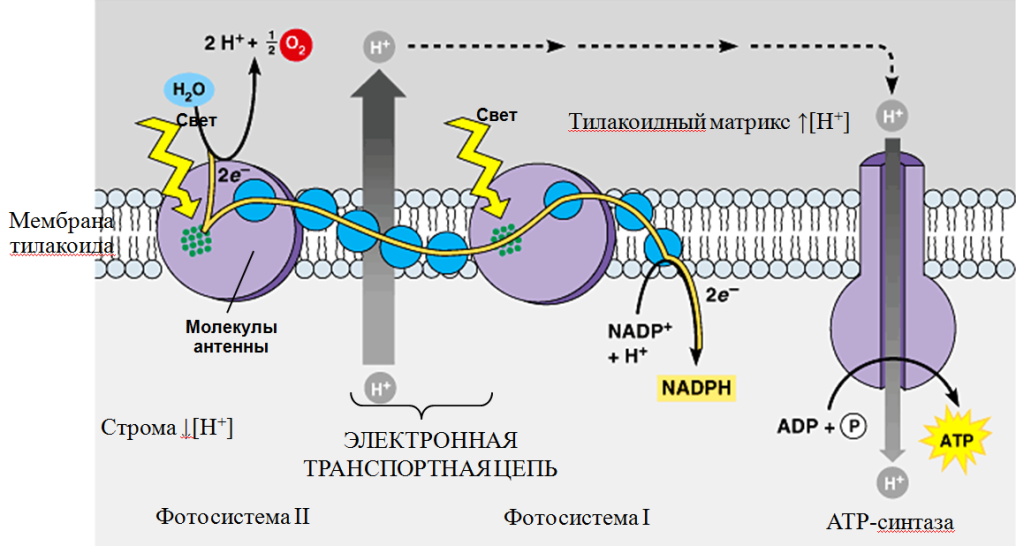 2 H⁺ + ½ O₂
H⁺
H₂O
Свет
Свет
Тилакоидный матрикс ↑[H⁺]
H⁺
2e⁻
Мембрана
тилакоида
2e⁻
Молекулы
антенны
NADP⁺
+ H⁺
NADPH
H⁺
Строма ↓[H⁺]
ЭЛЕКТРОННАЯ
ТРАНСПОРТНАЯ ЦЕПЬ
ADP + P
ATP
H⁺
Фотосистема II
Фотосистема I
АТР-синтаза